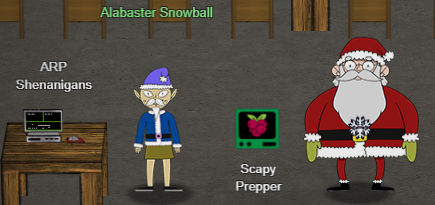 Alabaster Snowball
ARP
Shenanigans
Scapy
Prepper